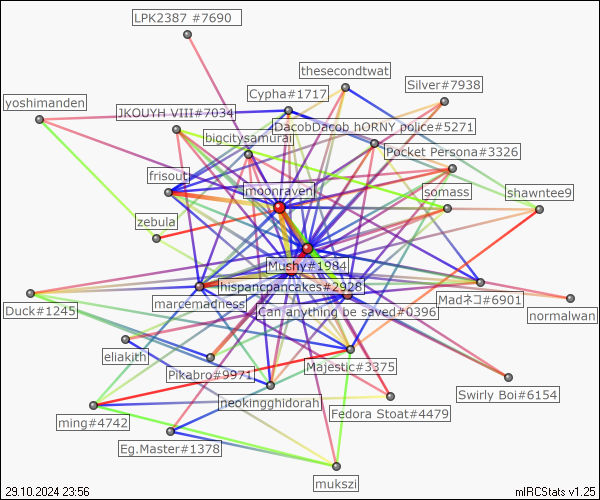 LPK2387 #7690
thesecondtwat
Silver#7938
Cypha#1717
yoshimanden
JKOUYH VIII#7034
DacobDacob hORNY police#5271
bigcitysamurai
Pocket Persona#3326
frisouti
moonraven
somass
shawntee9
zebula
Mushy#1984
hispancpancakes#2928
marcemadness
Madネコ#6901
Duck#1245
Can anything be saved#0396
normalwan
eliakith
Majestic#3375
Pikabro#9971
Swirly Boi#6154
neokingghidorah
Fedora Stoat#4479
ming#4742
Eg.Master#1378
mukszi
29.10.2024 23:56
mIRCStats v1.25